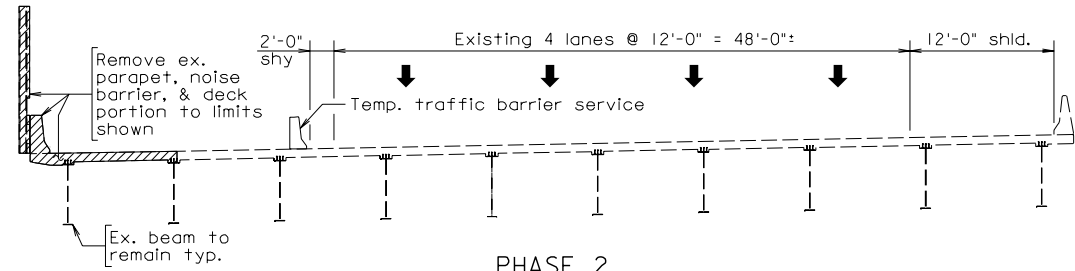 2'-0"
shy
Existing 4 lanes @ 12'-0" = 48'-0"±
12'-0" shld.
Remove ex.
parapet, noise
barrier, & deck
portion to limits
shown
Temp. traffic barrier service
Ex. beam to
remain typ.
PHASE 2